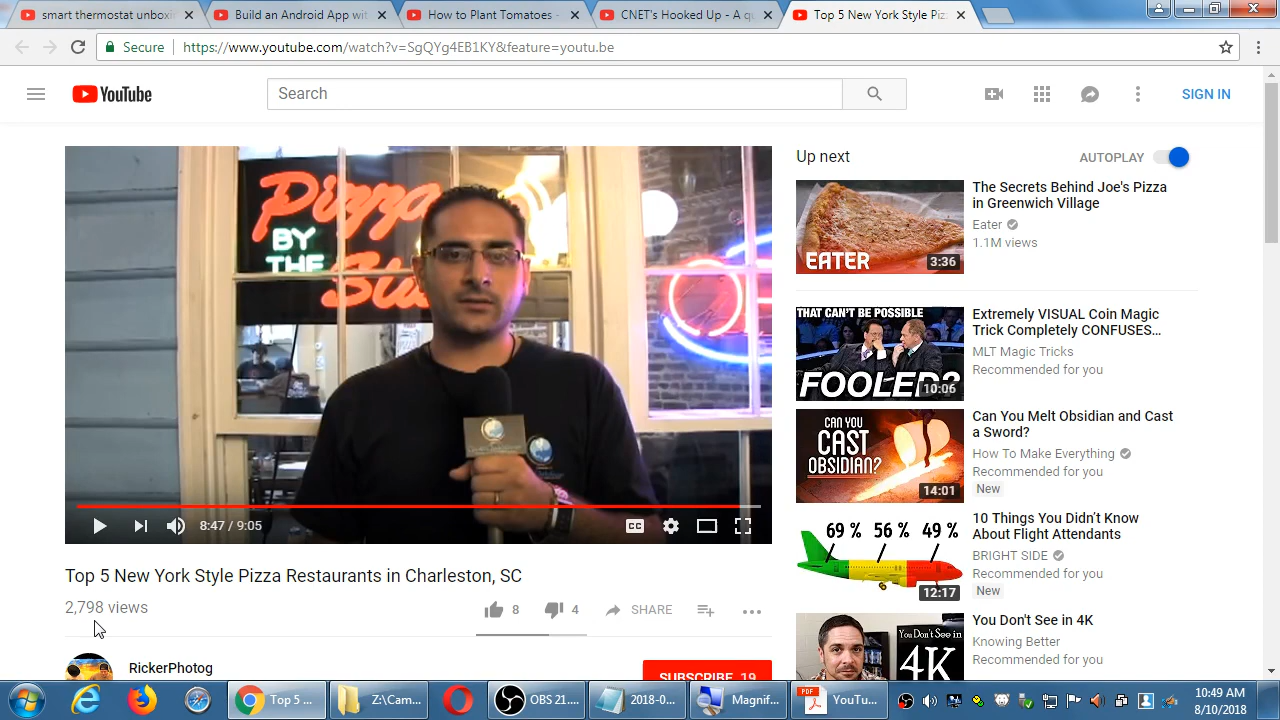 smart therm stat unboxi
Build an Android App wit
How to Plant Tomatoes
CNET's Hooked Up - A qu
Top 5 New York Style Piz
Secure
https://www.youtube.com/watch?v=SgQYg4EB1KY&feature=youtu.be
YouTube
Search
SIGN IN
Pizza
BY
THE
Up next
AUTOPLAY
The Secrets Behind Joe's Pizza
in Greenwich Village
Eater
1.1M views
EATER
3:36
THAT CAN'T BE POSSIBLE
FOOLED?
10:06
Extremely VISUAL Coin Magic
Trick Completely CONFUSES...
MLT Magic Tricks
Recommended for you
CAN YOU
CAST
OBSIDIAN?
14:01
Can You Melt Obsidian and Cast
a Sword?
How To Make Everything
Recommended for you
New
69 % 56 % 49 %
12:17
10 Things You Didn't Know
About Flight Attendants
BRIGHT SIDE
Recommended for you
New
You Don't See in
4K
You Don't See in 4K
Knowing Better
Recommended for you
8:47 / 9:05
CC
Top 5 New York Style Pizza Restaurants in Charleston, SC
2,798 views
8
4
SHARE
RickerPhotog
SUBSCRIBE 19
Top 5 ...
Z:\Cam...
OBS 21....
2018-0...
Magnif...
PDF
YouTu...
10:49 AM
8/10/2018